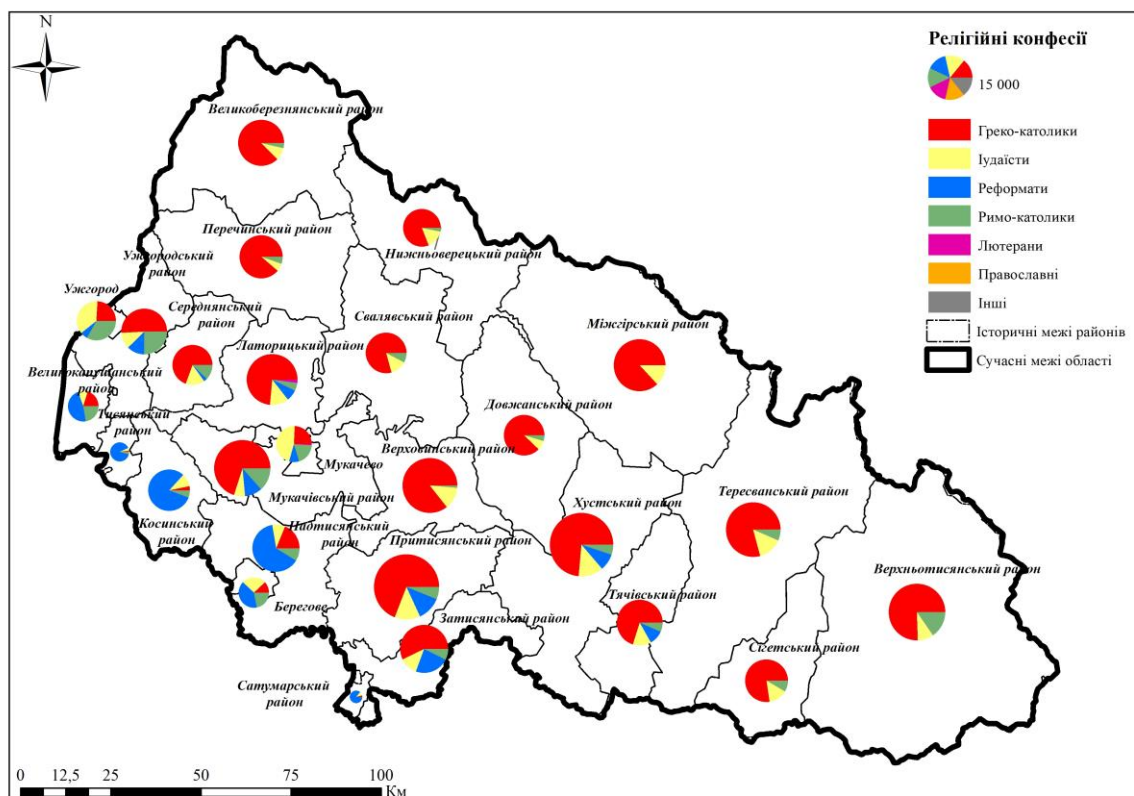 N
Великоберезнянський район
Перечинський район
Ужгородський
район
Нижньоверецький район
Ужгород
Середнянський
район
Свалявський район
Міжгірський район
Латорицький район
Великокапушанський
район
Тисянський
район
Довжанський район
Мукачево
Верховинський район
Мукачівський район
Хустський район
Тересванський район
Косинський
район
Надтисянський
район
Притисянський район
Верхньотисянський район
Берегове
Затисянський район
Тячівський район
Сігетський район
Сатумарський
район
Релігійні конфесії
15 000
Греко-католики
Іудаїсти
Реформати
Римо-католики
Лютерани
Православні
Інші
Історичні межі районів
Сучасні межі області
0 12,5 25 50 75 100
Км